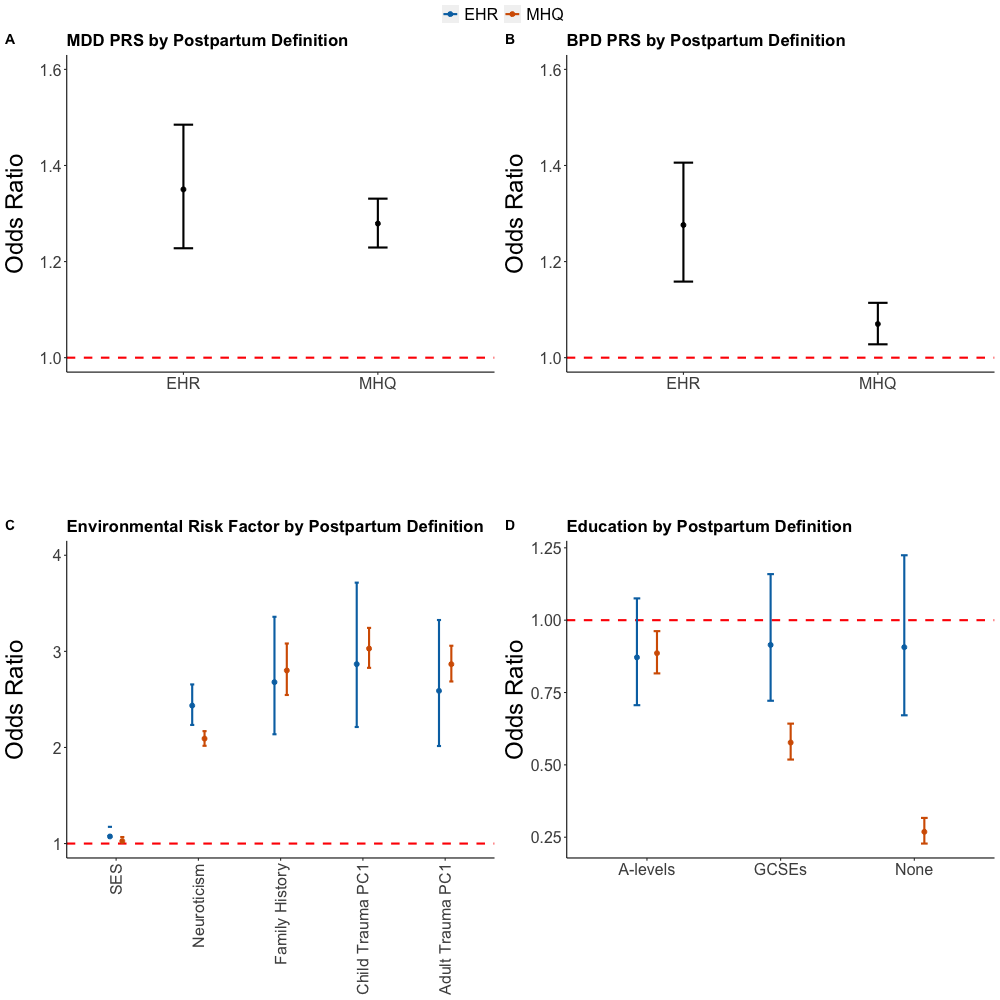 EHR MHQ
A MDD PRS by Postpartum Definition
Odds Ratio
1.6
1.4
1.2
1.0
EHR MHQ
B BPD PRS by Postpartum Definition
Odds Ratio
1.6
1.4
1.2
1.0
EHR MHQ
C Environmental Risk Factor by Postpartum Definition
Odds Ratio
4
3
2
1
SES
Neuroticism
Family History
Child Trauma PC1
Adult Trauma PC1
D Education by Postpartum Definition
Odds Ratio
1.25
1.00
0.75
0.50
0.25
A-levels GCSEs None